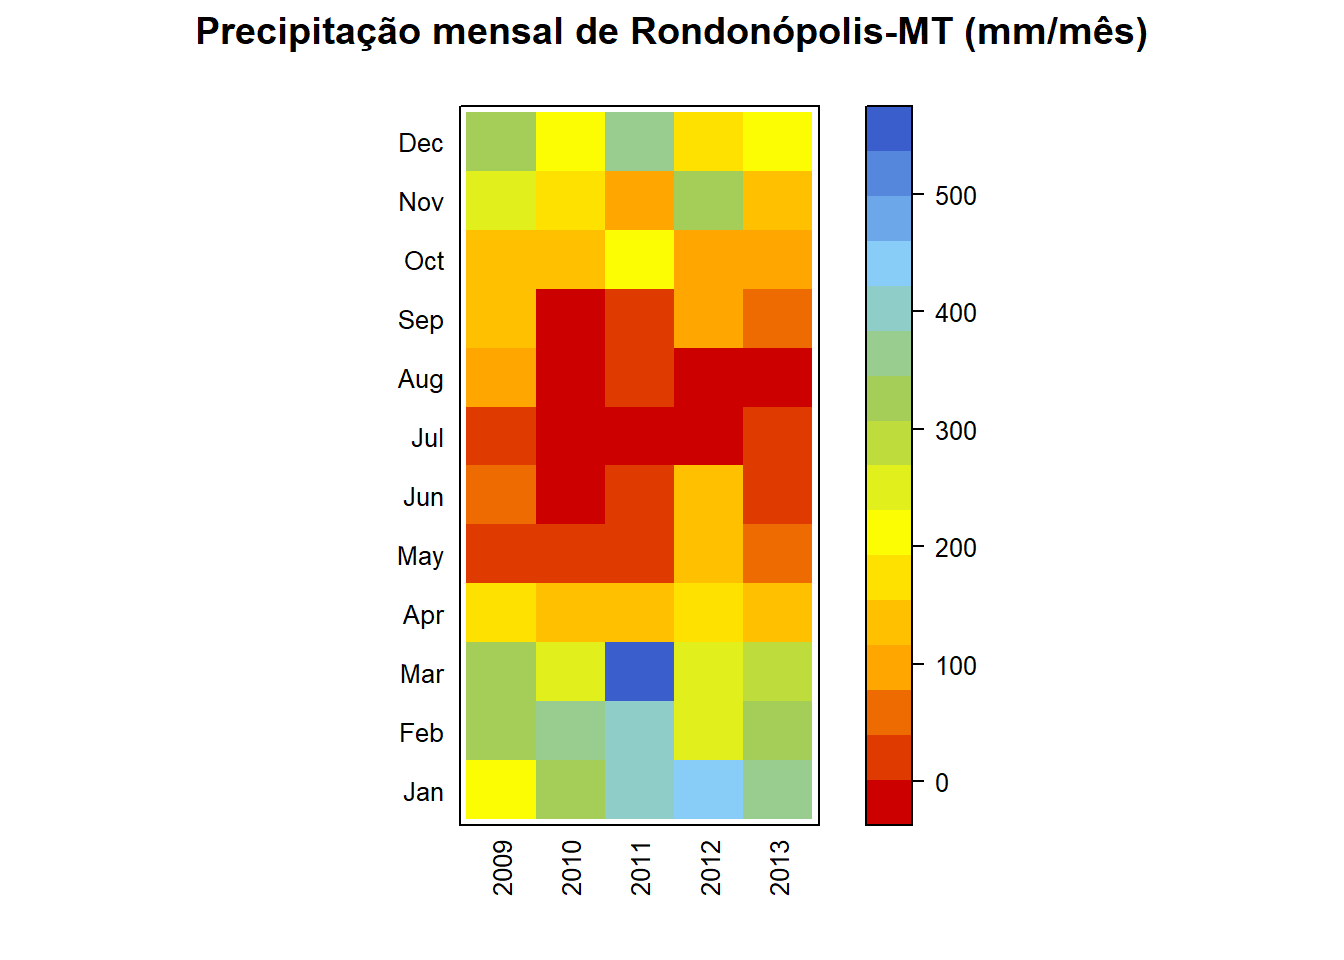 Precipitação mensal de Rondonópolis-MT (mm/mês)
Dec
Nov
Oct
Sep
Aug
Jul
Jun
May
Apr
Mar
Feb
Jan
2009
2010
2011
2012
2013
500
400
300
200
100
0